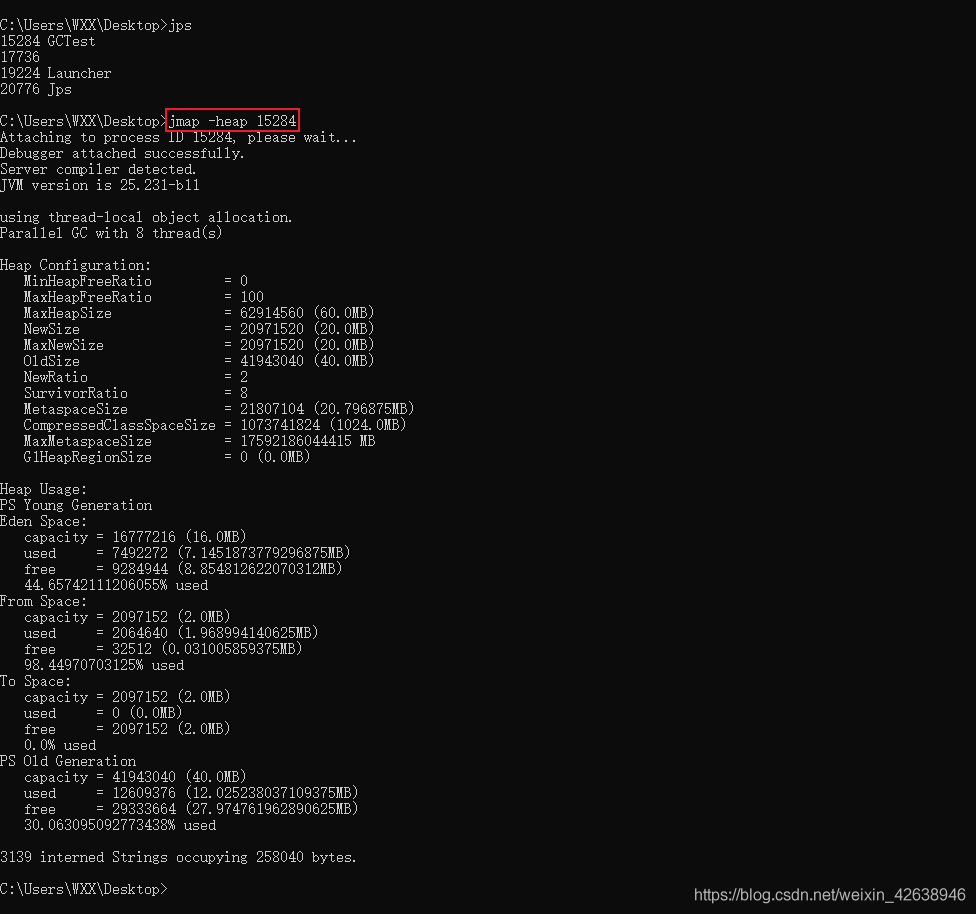 C:\Users\WXX\Desktop>jps
15284 GCTest
17736
19224 Launcher
20776 Jps
C:\Users\WXX\Desktop>jmap -heap 15284
Attaching to process ID 15284, please wait...
Debugger attached successfully.
Server compiler detected.
JVM version is 25.231-b11
using thread-local object allocation.
Parallel GC with 8 thread(s)
Heap Configuration:
MinHeapFreeRatio         = 0
MaxHeapFreeRatio         = 100
MaxHeapSize              = 62914560 (60.0MB)
NewSize                  = 20971520 (20.0MB)
MaxNewSize               = 20971520 (20.0MB)
OldSize                  = 41943040 (40.0MB)
NewRatio                 = 2
SurvivorRatio            = 8
MetaspaceSize            = 21807104 (20.796875MB)
CompressedClassSpaceSize = 1073741824 (1024.0MB)
MaxMetaspaceSize         = 17592186044415 MB
G1HeapRegionSize         = 0 (0.0MB)
Heap Usage:
PS Young Generation
Eden Space:
capacity = 16777216 (16.0MB)
used     = 7492272 (7.1451873779296875MB)
free     = 9284944 (8.854812622070312MB)
44.65742111206055% used
From Space:
capacity = 2097152 (2.0MB)
used     = 2064640 (1.968994140625MB)
free     = 32512 (0.031005859375MB)
98.44970703125% used
To Space:
capacity = 2097152 (2.0MB)
used     = 0 (0.0MB)
free     = 2097152 (2.0MB)
0.0% used
PS Old Generation
capacity = 41943040 (40.0MB)
used     = 12609376 (12.025238037109375MB)
free     = 29333664 (27.974761962890625MB)
30.063095092773438% used
3139 interned Strings occupying 258040 bytes.
C:\Users\WXX\Desktop>
https://blog.csdn.net/weixin_42638946